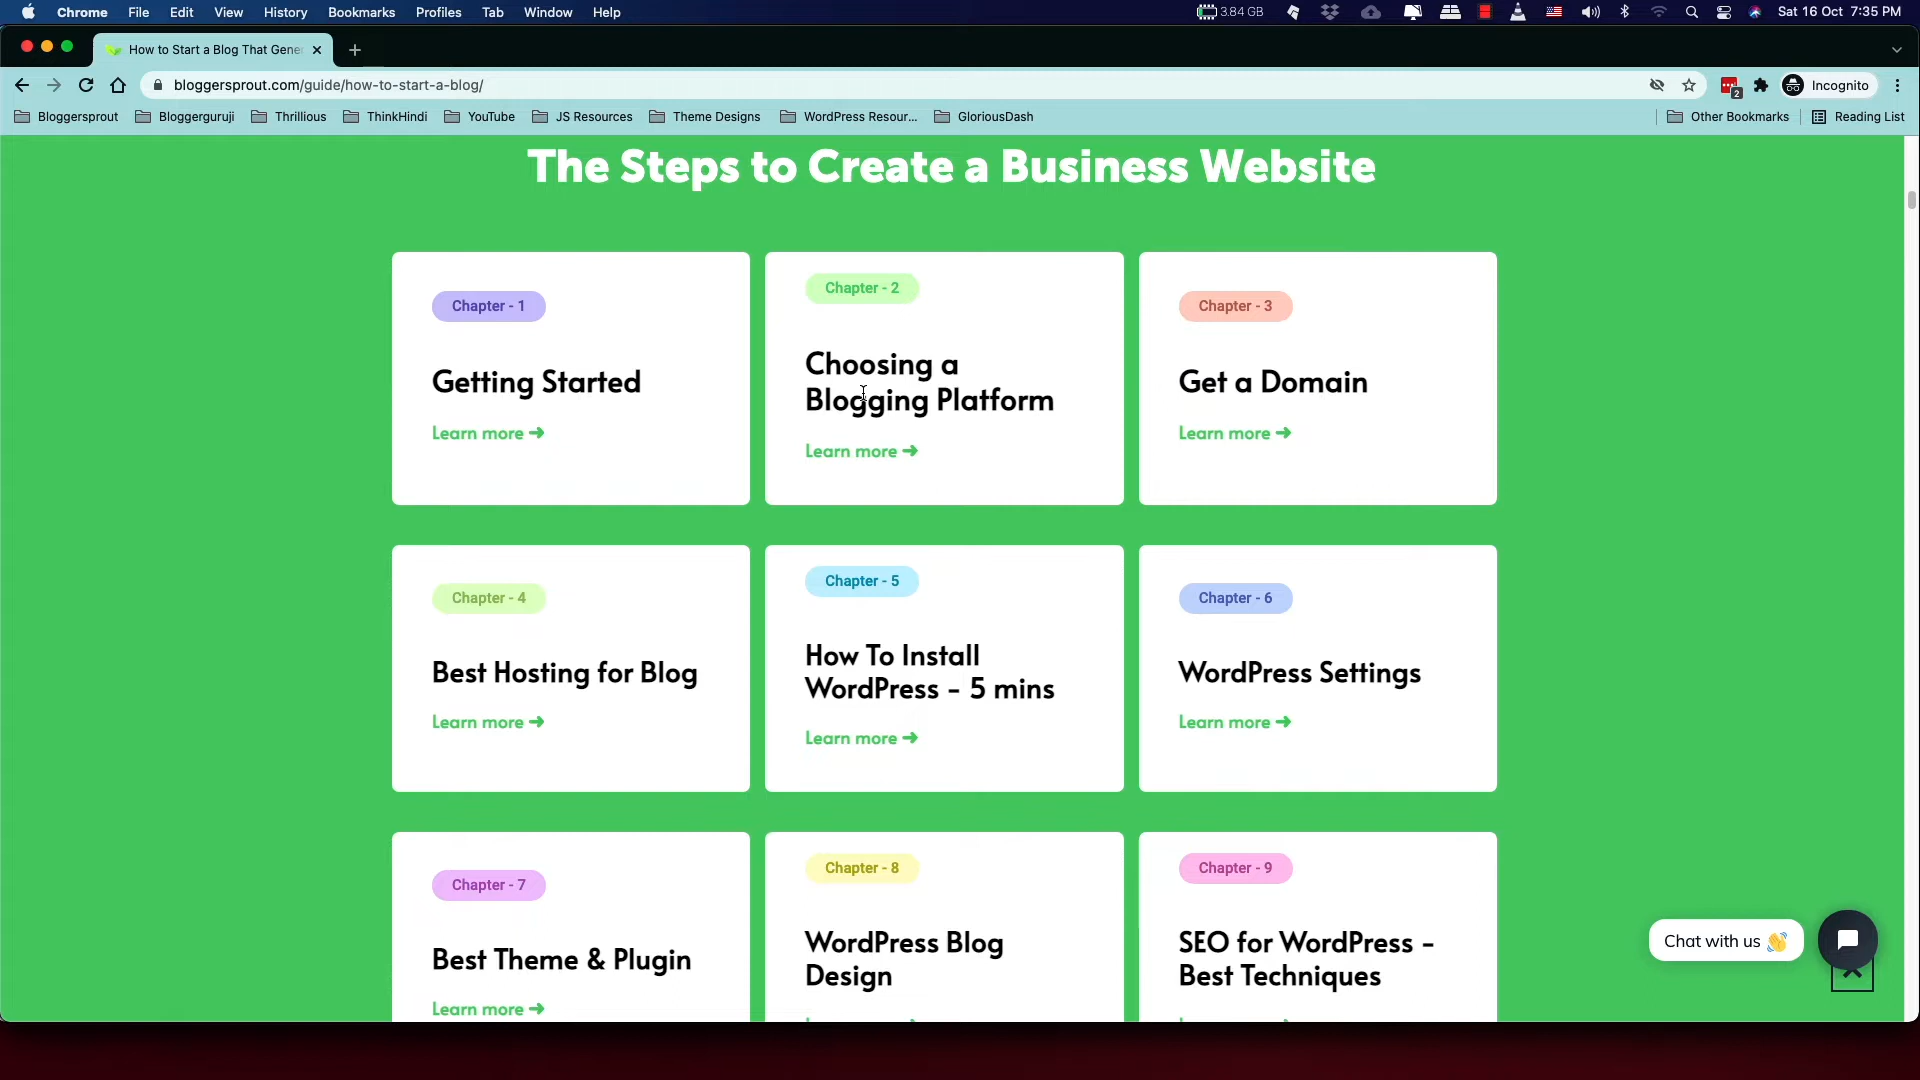 Chrome File Edit View History Bookmarks Profiles Tab Window Help 3.84 GB Sat 16 Oct 7:35 PM
How to Start a Blog That Gene
bloggersprout.com/guide/how-to-start-a-blog/ 2 Incognito
Bloggersprout Bloggerguruji Thrillious ThinkHindi YouTube JS Resources Theme Designs WordPress Resour... GloriousDash Other Bookmarks Reading List
The Steps to Create a Business Website
Chapter - 1
Getting Started
Learn more ➜
Chapter - 2
Choosing a
Blogging Platform
Learn more ➜
Chapter - 3
Get a Domain
Learn more ➜
Chapter - 4
Best Hosting for Blog
Learn more ➜
Chapter - 5
How To Install
WordPress - 5 mins
Learn more ➜
Chapter - 6
WordPress Settings
Learn more ➜
Chapter - 7
Best Theme & Plugin
Learn more ➜
Chapter - 8
WordPress Blog
Design
Chapter - 9
SEO for WordPress -
Best Techniques
Chat with us 👋